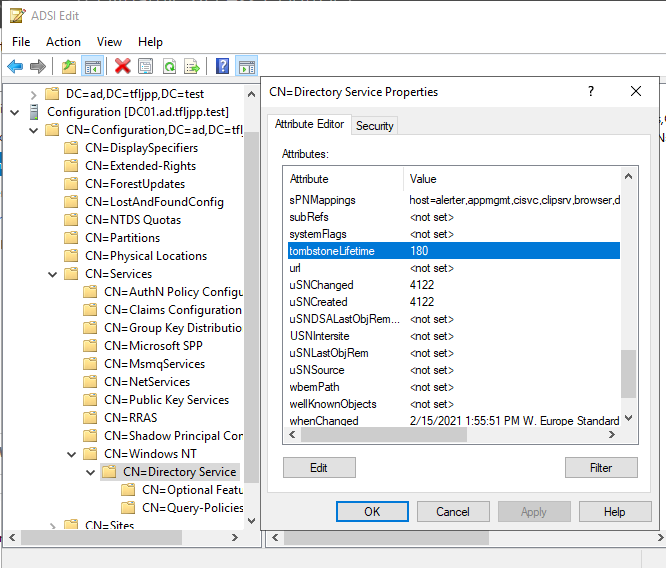 ADSI Edit
File Action View Help
DC=ad,DC=tfljpp,DC=test
Configuration [DC01.ad.tfljpp.test]
CN=Configuration,DC=ad,DC=tflj
CN=DisplaySpecifiers
CN=Extended-Rights
CN=ForestUpdates
CN=LostAndFoundConfig
CN=NTDS Quotas
CN=Partitions
CN=Physical Locations
CN=Services
CN=AuthN Policy Configu
CN=Claims Configuration
CN=Group Key Distributio
CN=Microsoft SPP
CN=MsmqServices
CN=NetServices
CN=Public Key Services
CN=RRAS
CN=Shadow Principal Con
CN=Windows NT
CN=Directory Service
CN=Optional Featu
CN=Query-Policies
CN=Sites
CN=Directory Service Properties
Attribute Editor Security
Attributes:
Attribute Value
sPNMappings host=alerter,appmgmt,cisvc,clipsrv,browser,d
subRefs <not set>
systemFlags <not set>
tombstoneLifetime 180
url <not set>
uSNChanged 4122
uSNCreated 4122
uSNDSALastObjRem... <not set>
USNIntersite <not set>
uSNLastObjRem <not set>
uSNSource <not set>
wbemPath <not set>
wellKnownObjects <not set>
whenChanged 2/15/2021 1:55:51 PM W. Europe Standard
Edit Filter
OK Cancel Apply Help